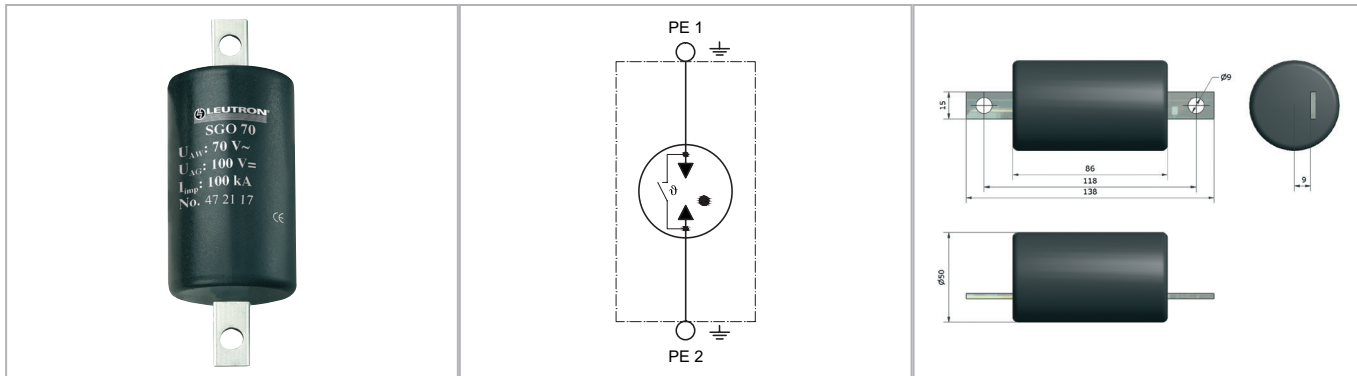 LEUTRON®
SGO 70
UAW: 70 V~
UAG: 100 V=
Iimp: 100 kA
No. 47 21 17
CE
PE 1
ϑ
PE 2
15
Ø9
86
118
138
9
Ø50